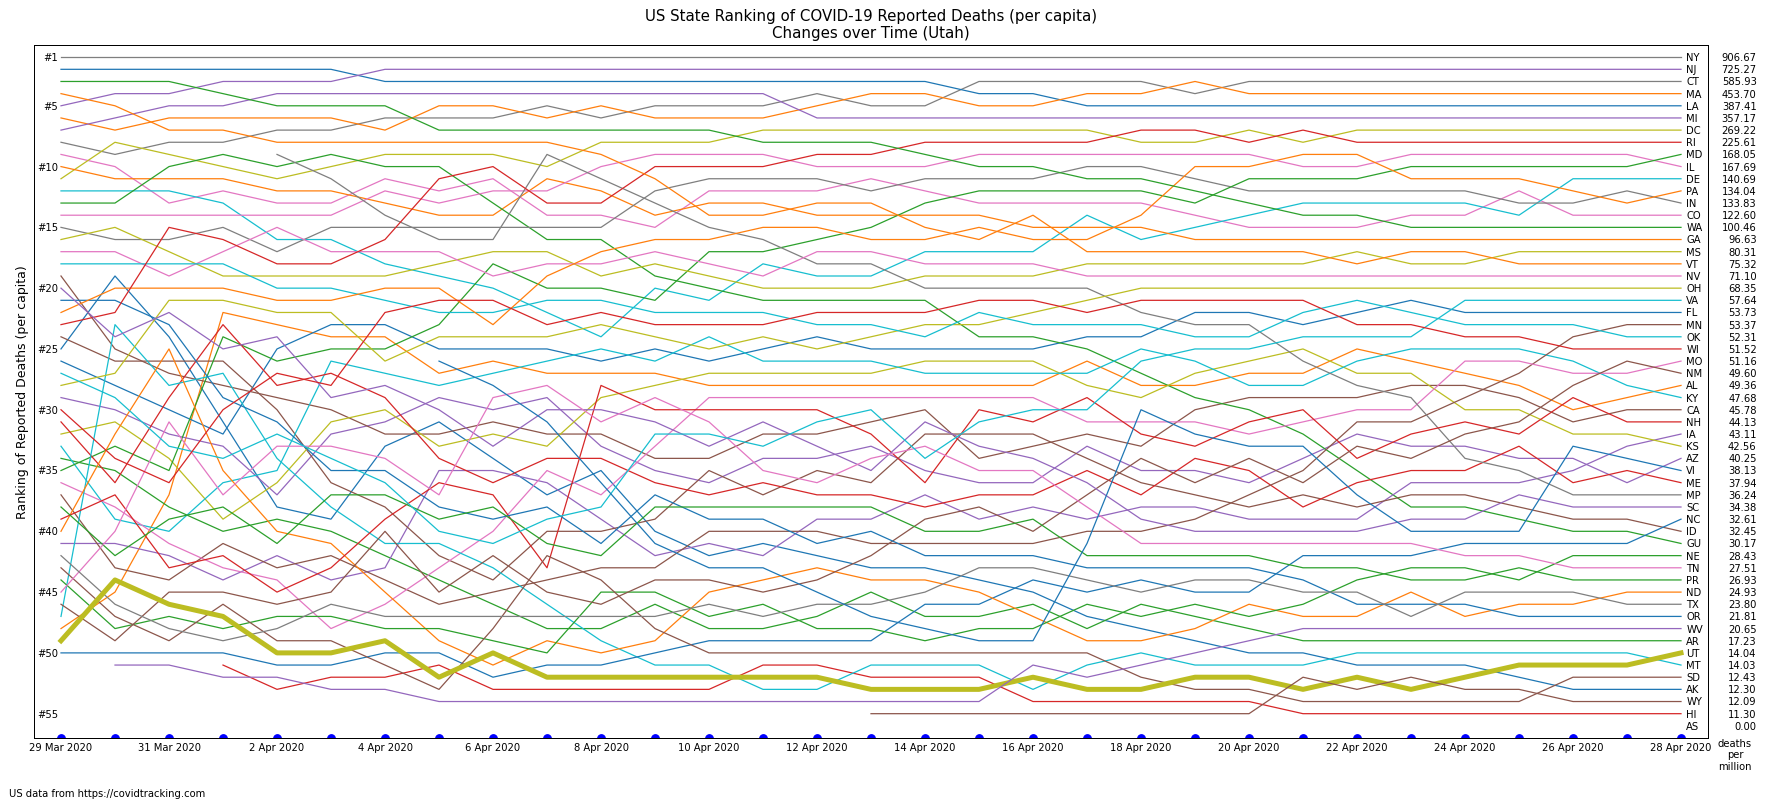 US State Ranking of COVID-19 Reported Deaths (per capita)
Changes over Time (Utah)
Ranking of Reported Deaths (per capita)
#1
#5
#10
#15
#20
#25
#30
#35
#40
#45
#50
#55
NY 906.67
NJ 725.27
CT 585.93
MA 453.70
LA 387.41
MI 357.17
DC 269.22
RI 225.61
MD 168.05
IL 167.69
DE 140.69
PA 134.04
IN 133.83
CO 122.60
WA 100.46
GA 96.63
MS 80.31
VT 75.32
NV 71.10
OH 68.35
VA 57.64
FL 53.73
MN 53.37
OK 52.31
WI 51.52
MO 51.16
NM 49.60
AL 49.36
KY 47.68
CA 45.78
NH 44.13
IA 43.11
KS 42.56
AZ 40.25
VI 38.13
ME 37.94
MP 36.24
SC 34.38
NC 32.61
ID 32.45
GU 30.17
NE 28.43
TN 27.51
PR 26.93
ND 24.93
TX 23.80
OR 21.81
WV 20.65
AR 17.23
UT 14.04
MT 14.03
SD 12.43
AK 12.30
WY 12.09
HI 11.30
AS 0.00
29 Mar 2020 31 Mar 2020 2 Apr 2020 4 Apr 2020 6 Apr 2020 8 Apr 2020 10 Apr 2020 12 Apr 2020 14 Apr 2020 16 Apr 2020 18 Apr 2020 20 Apr 2020 22 Apr 2020 24 Apr 2020 26 Apr 2020 28 Apr 2020
deaths
per
million
US data from https://covidtracking.com